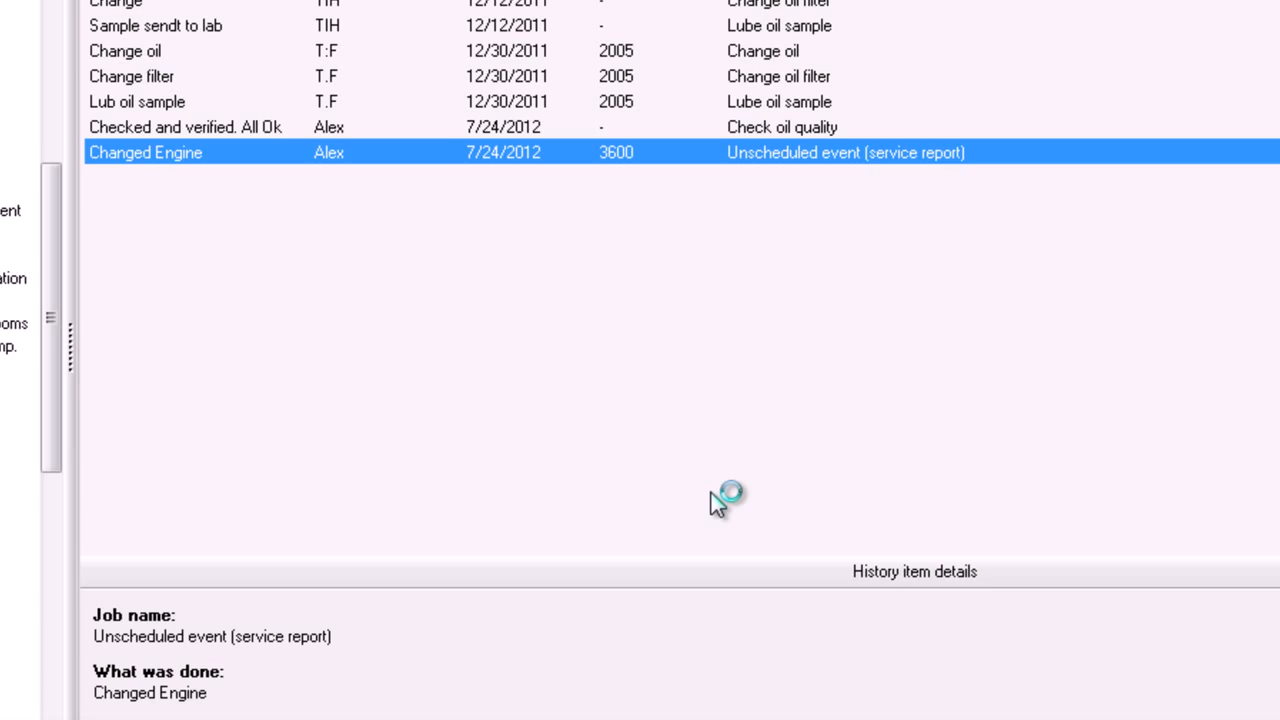 Change TIH 12/12/2011 - Change oil filter
Sample sendt to lab TIH 12/12/2011 - Lube oil sample
Change oil T:F 12/30/2011 2005 Change oil
Change filter T.F 12/30/2011 2005 Change oil filter
Lub oil sample T.F 12/30/2011 2005 Lube oil sample
Checked and verified. All Ok Alex 7/24/2012 - Check oil quality
Changed Engine Alex 7/24/2012 3600 Unscheduled event (service report)
ent
ation
ooms
mp.
History item details
Job name:
Unscheduled event (service report)
What was done:
Changed Engine